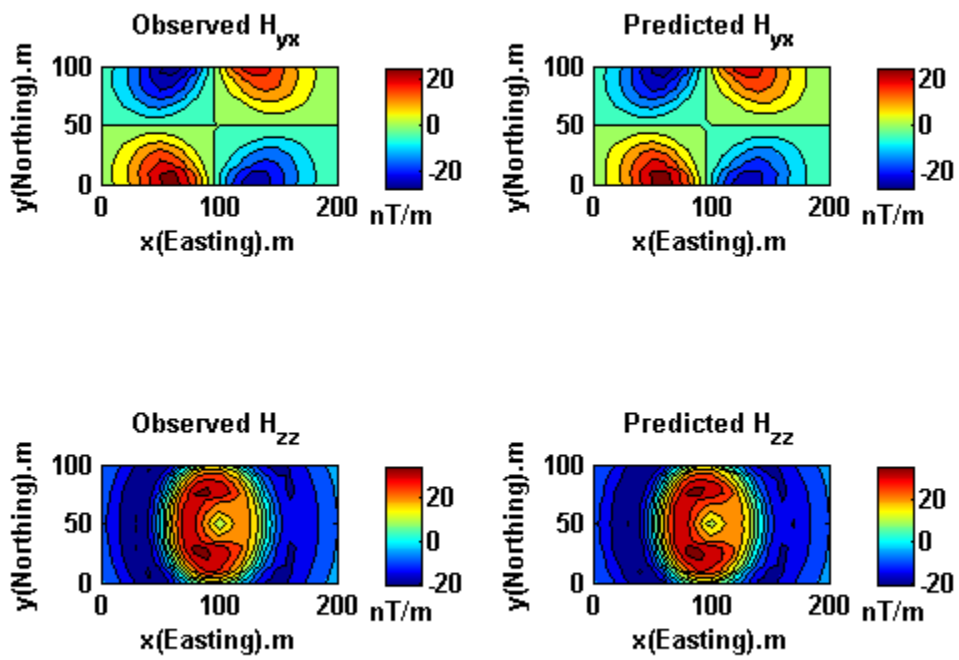 Observed H_yx
Predicted H_yx
y(Northing).m
100
50
0
0
100
200
x(Easting).m
20
0
-20
nT/m
y(Northing).m
100
50
0
0
100
200
x(Easting).m
20
0
-20
nT/m
Observed H_zz
Predicted H_zz
y(Northing).m
100
50
0
0
100
200
x(Easting).m
20
0
-20
nT/m
y(Northing).m
100
50
0
0
100
200
x(Easting).m
20
0
-20
nT/m